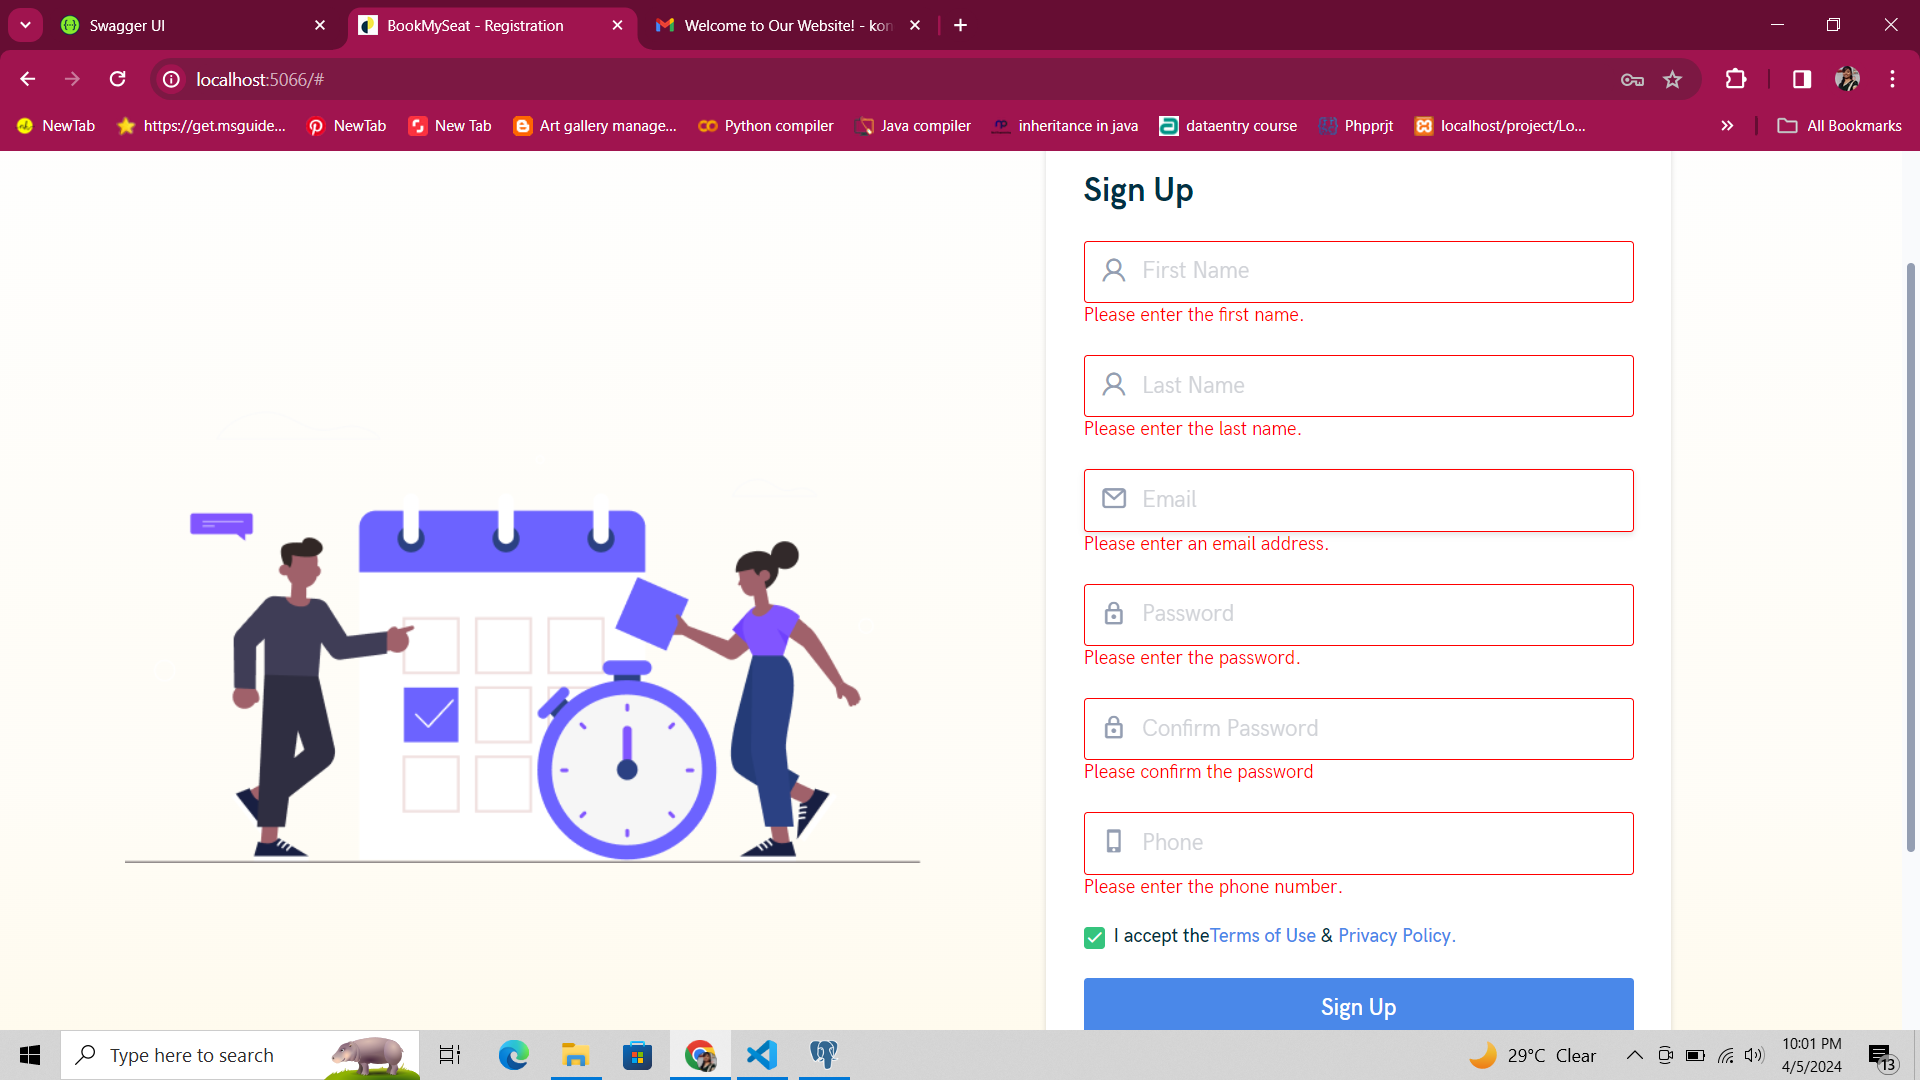 Swagger UI
BookMySeat - Registration
Welcome to Our Website! - kon
localhost:5066/#
NewTab
https://get.msguide...
NewTab
New Tab
Art gallery manage...
Python compiler
Java compiler
inheritance in java
dataentry course
Phpprjt
localhost/project/Lo...
All Bookmarks
Sign Up
First Name
Please enter the first name.
Last Name
Please enter the last name.
Email
Please enter an email address.
Password
Please enter the password.
Confirm Password
Please confirm the password
Phone
Please enter the phone number.
I accept theTerms of Use & Privacy Policy.
Sign Up
Type here to search
29°C Clear
10:01 PM
4/5/2024
13